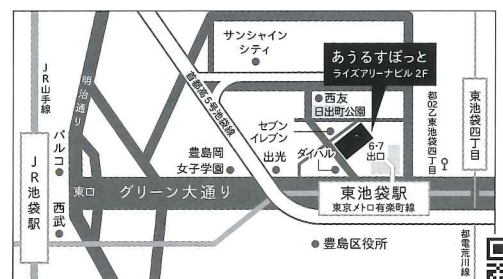 サンシャイン
シティ
あうるすぽっと
ライズアリーナビル 2F
JR山手線
明治通り
首都高5号池袋線
西友
日出町公園
都02乙東池袋四丁目
東池袋四丁目
セブン
イレブン
パルコ
JR池袋駅
豊島岡
女子学園
出光
ダイハツ
6・7
出口
東口
グリーン大通り
東池袋駅
東京メトロ有楽町線
西武
豊島区役所
都電荒川線